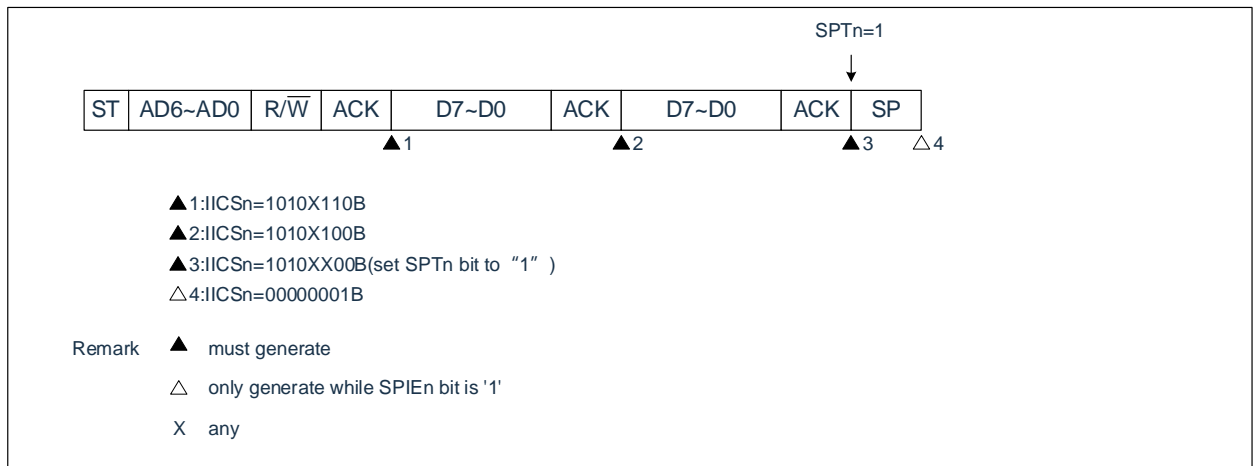 SPTn=1
ST AD6~AD0 R/W̅ ACK D7~D0 ACK D7~D0 ACK SP
▲1 ▲2 ▲3 △4
▲1:IICSn=1010X110B
▲2:IICSn=1010X100B
▲3:IICSn=1010XX00B(set SPTn bit to “1” )
△4:IICSn=00000001B
Remark ▲ must generate
△ only generate while SPIEn bit is '1'
X any